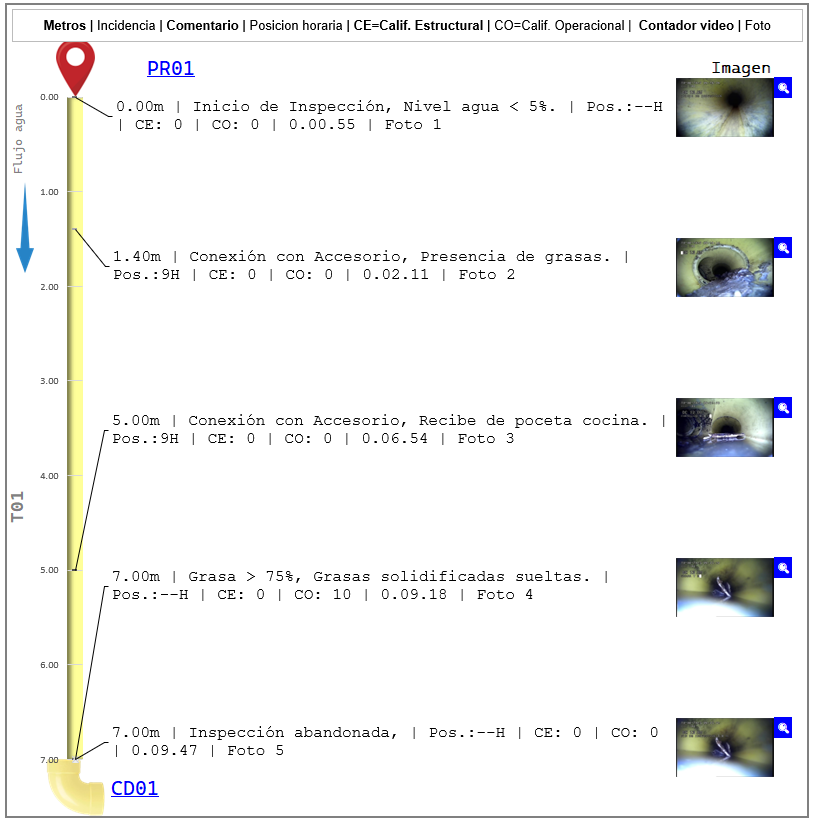 Metros | Incidencia | Comentario | Posicion horaria | CE=Calif. Estructural | CO=Calif. Operacional | Contador video | Foto
PR01
Imagen
0.00
0.00m | Inicio de Inspección, Nivel agua < 5%. | Pos.:--H
| CE: 0 | CO: 0 | 0.00.55 | Foto 1
Flujo agua
1.00
1.40m | Conexión con Accesorio, Presencia de grasas. |
Pos.:9H | CE: 0 | CO: 0 | 0.02.11 | Foto 2
2.00
3.00
5.00m | Conexión con Accesorio, Recibe de poceta cocina. |
Pos.:9H | CE: 0 | CO: 0 | 0.06.54 | Foto 3
4.00
T01
5.00
7.00m | Grasa > 75%, Grasas solidificadas sueltas. |
Pos.:--H | CE: 0 | CO: 10 | 0.09.18 | Foto 4
6.00
7.00m | Inspección abandonada, | Pos.:--H | CE: 0 | CO: 0
| 0.09.47 | Foto 5
7.00
CD01